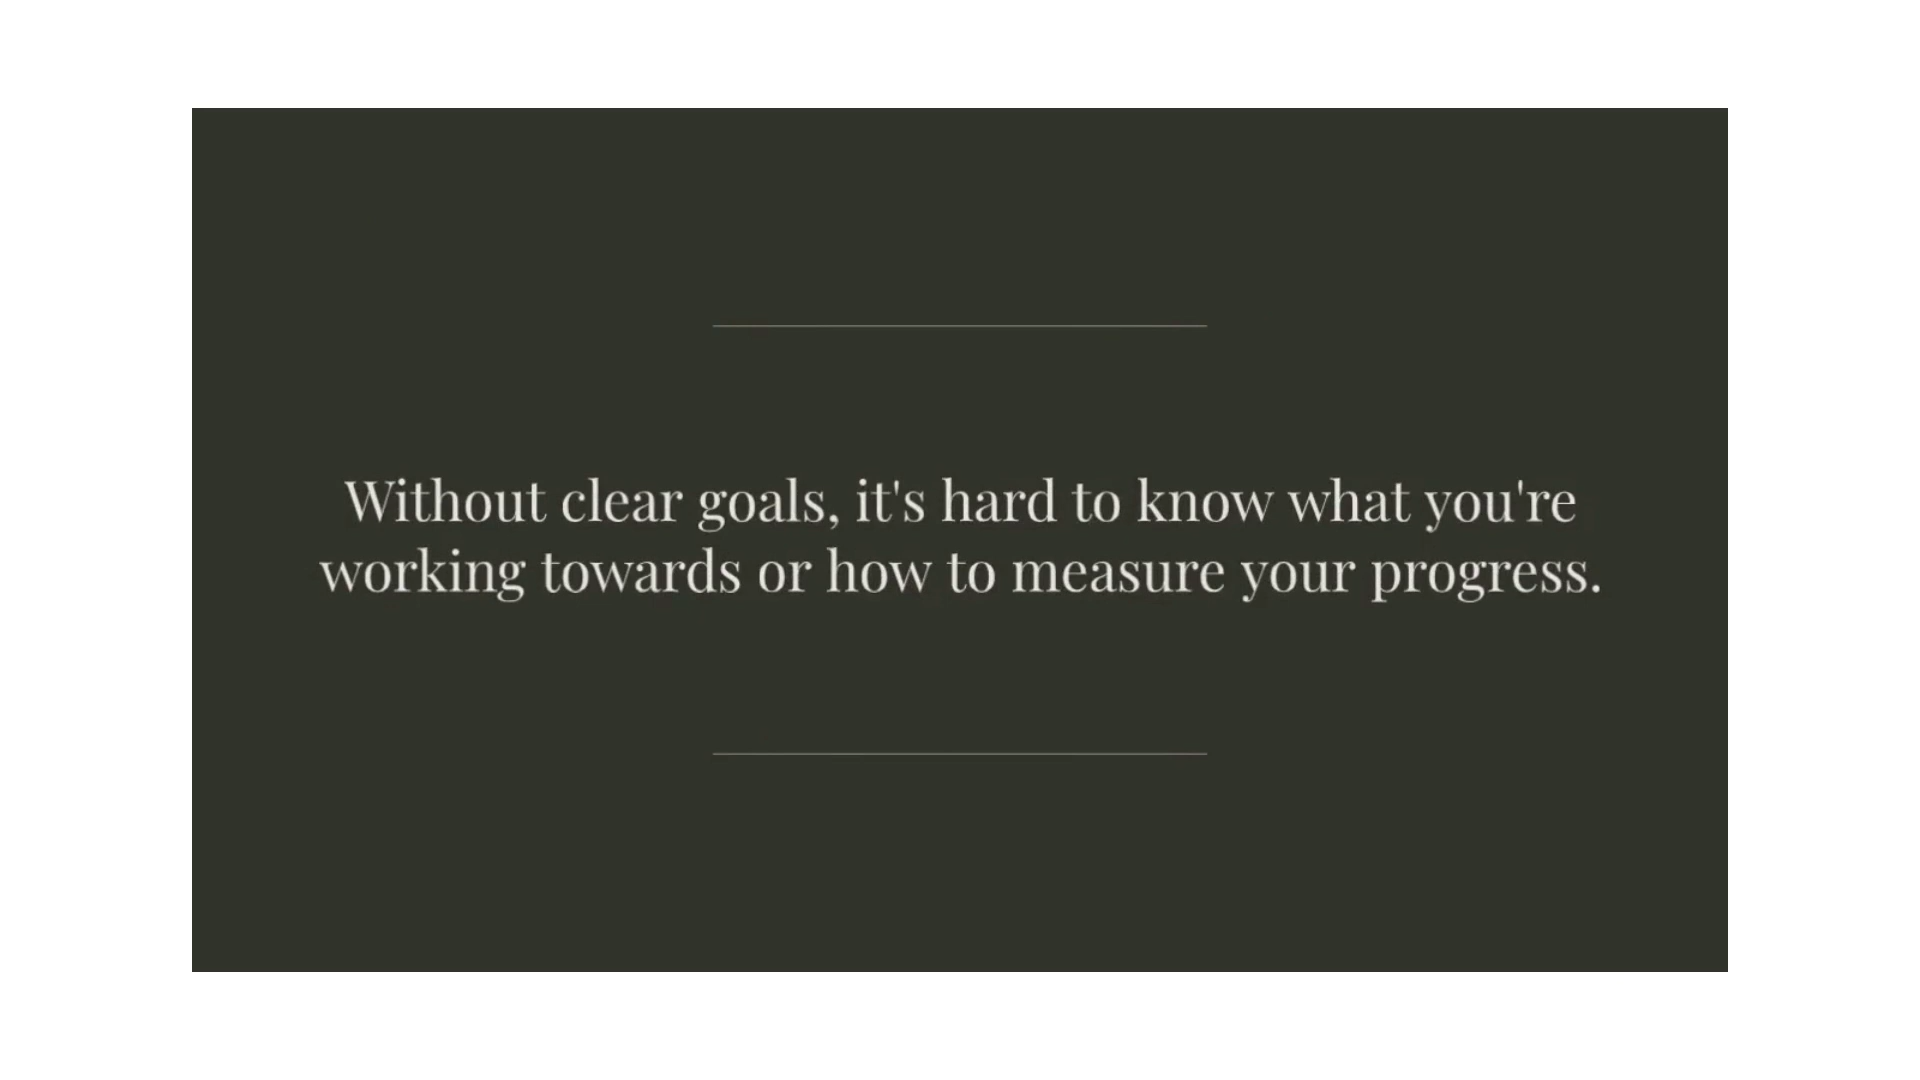 Without clear goals, it's hard to know what you're
working towards or how to measure your progress.